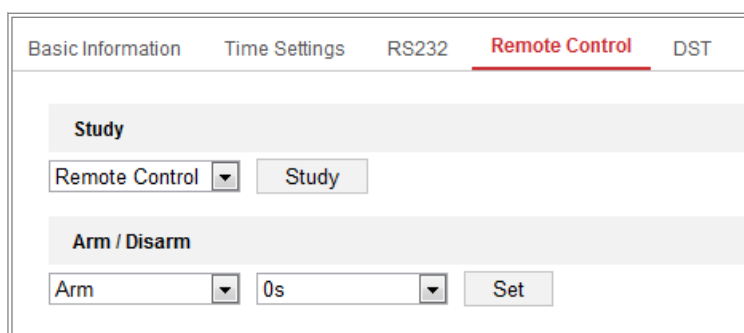 Basic Information Time Settings RS232 Remote Control DST
Study
Remote Control Study
Arm / Disarm
Arm 0s Set